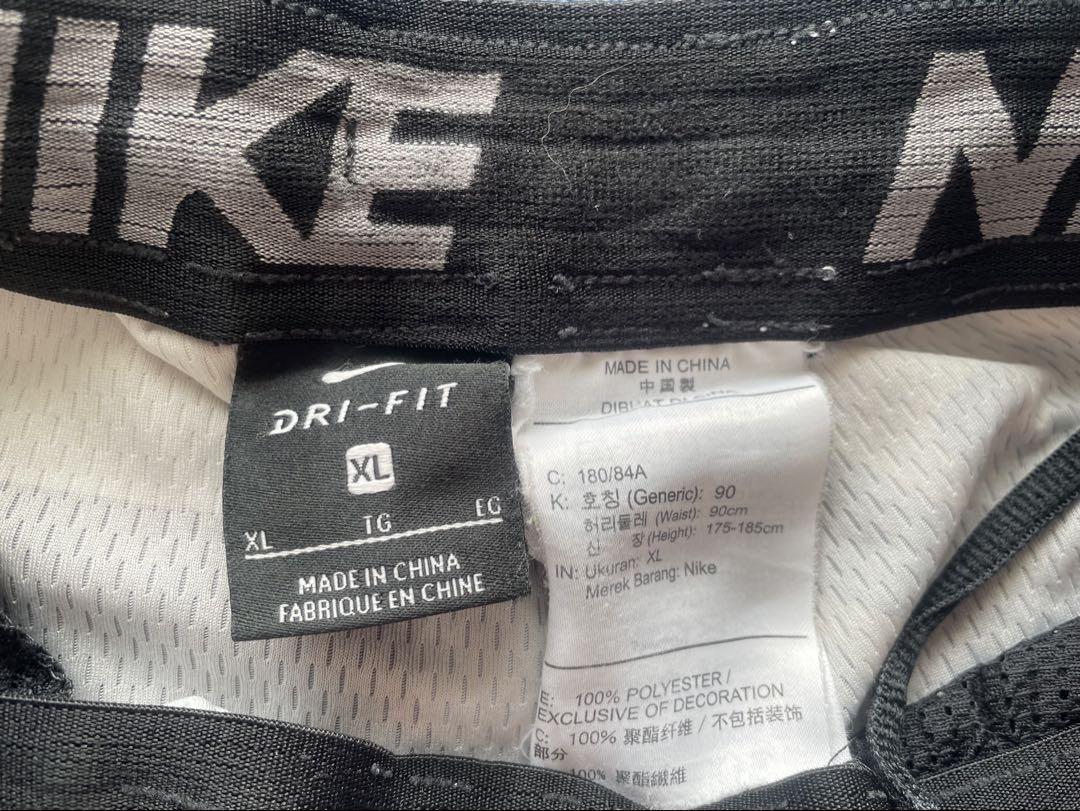 NIKE
DRI-FIT
XL
XL TG EG
MADE IN CHINA
FABRIQUE EN CHINE
MADE IN CHINA
中国製
C: 180/84A
K: 호칭 (Generic): 90
허리둘레 (Waist): 90cm
신 장 (Height): 175-185cm
IN: Ukuran: XL
Merek Barang: Nike
E: 100% POLYESTER /
EXCLUSIVE OF DECORATION
C: 100% 聚酯纤维 / 不包括装饰
部分
100% 聚酯纖維